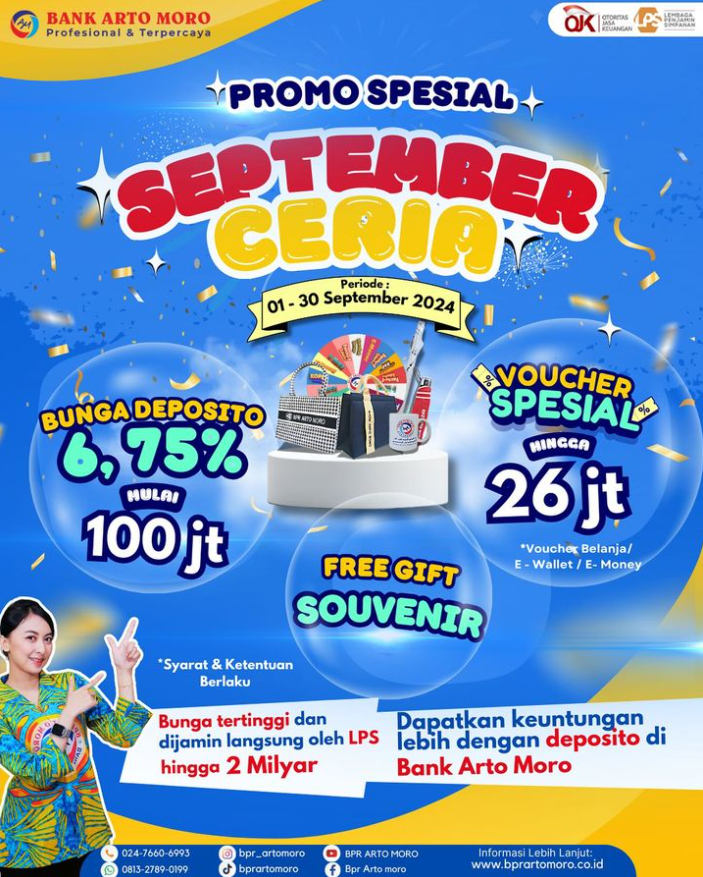 BANK ARTO MORO
Profesional & Terpercaya
OJK
OTORITAS
JASA
KEUANGAN
LPS
LEMBAGA
PENJAMIN
SIMPANAN
PROMO SPESIAL
SEPTEMBER
CERIA
Periode :
01 - 30 September 2024
BUNGA DEPOSITO
6,75%
MULAI
100 jt
BPR ARTO MORO
VOUCHER
SPESIAL
HINGGA
26 jt
*Voucher Belanja/
E - Wallet / E- Money
FREE GIFT
SOUVENIR
*Syarat & Ketentuan
Berlaku
Bunga tertinggi dan
dijamin langsung oleh LPS
hingga 2 Milyar
Dapatkan keuntungan
lebih dengan deposito di
Bank Arto Moro
024-7660-6993
0813-2789-0199
bpr_artomoro
bprartomoro
BPR ARTO MORO
Bpr Arto moro
Informasi Lebih Lanjut:
www.bprartomoro.co.id